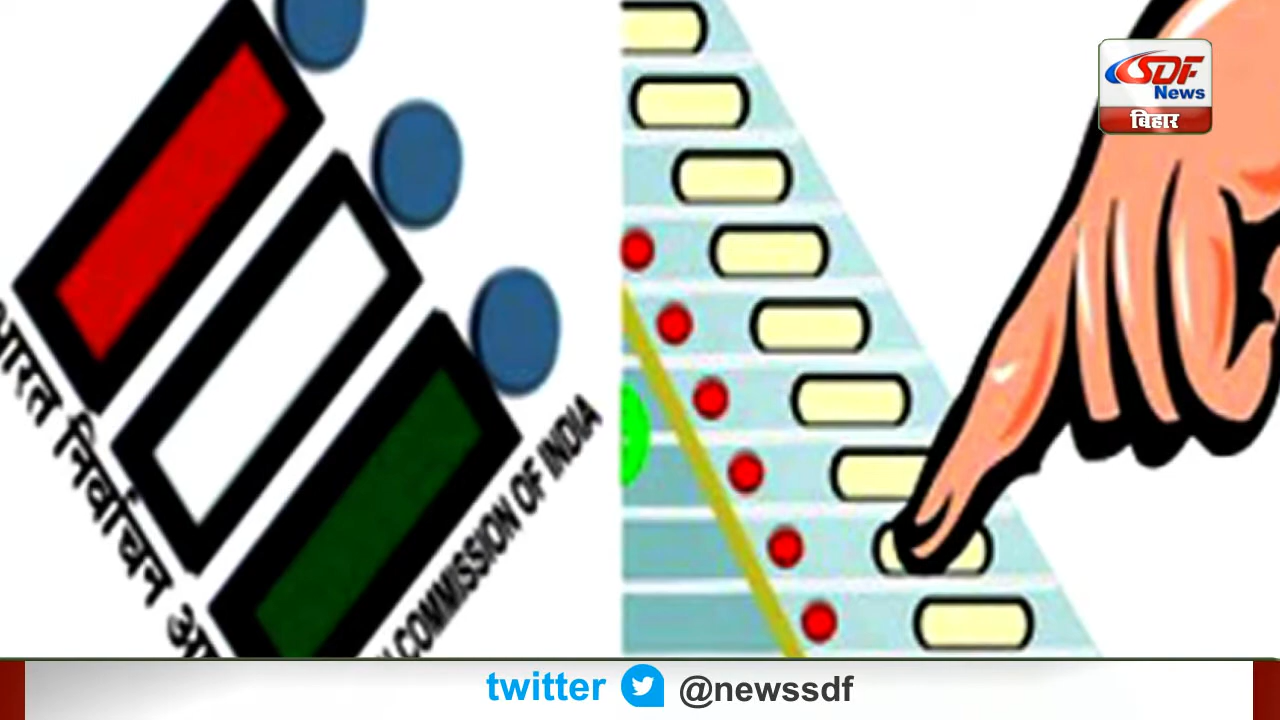 SDF
News
बिहार
भारत निर्वाचन
COMMISSION OF INDIA
twitter @newssdf